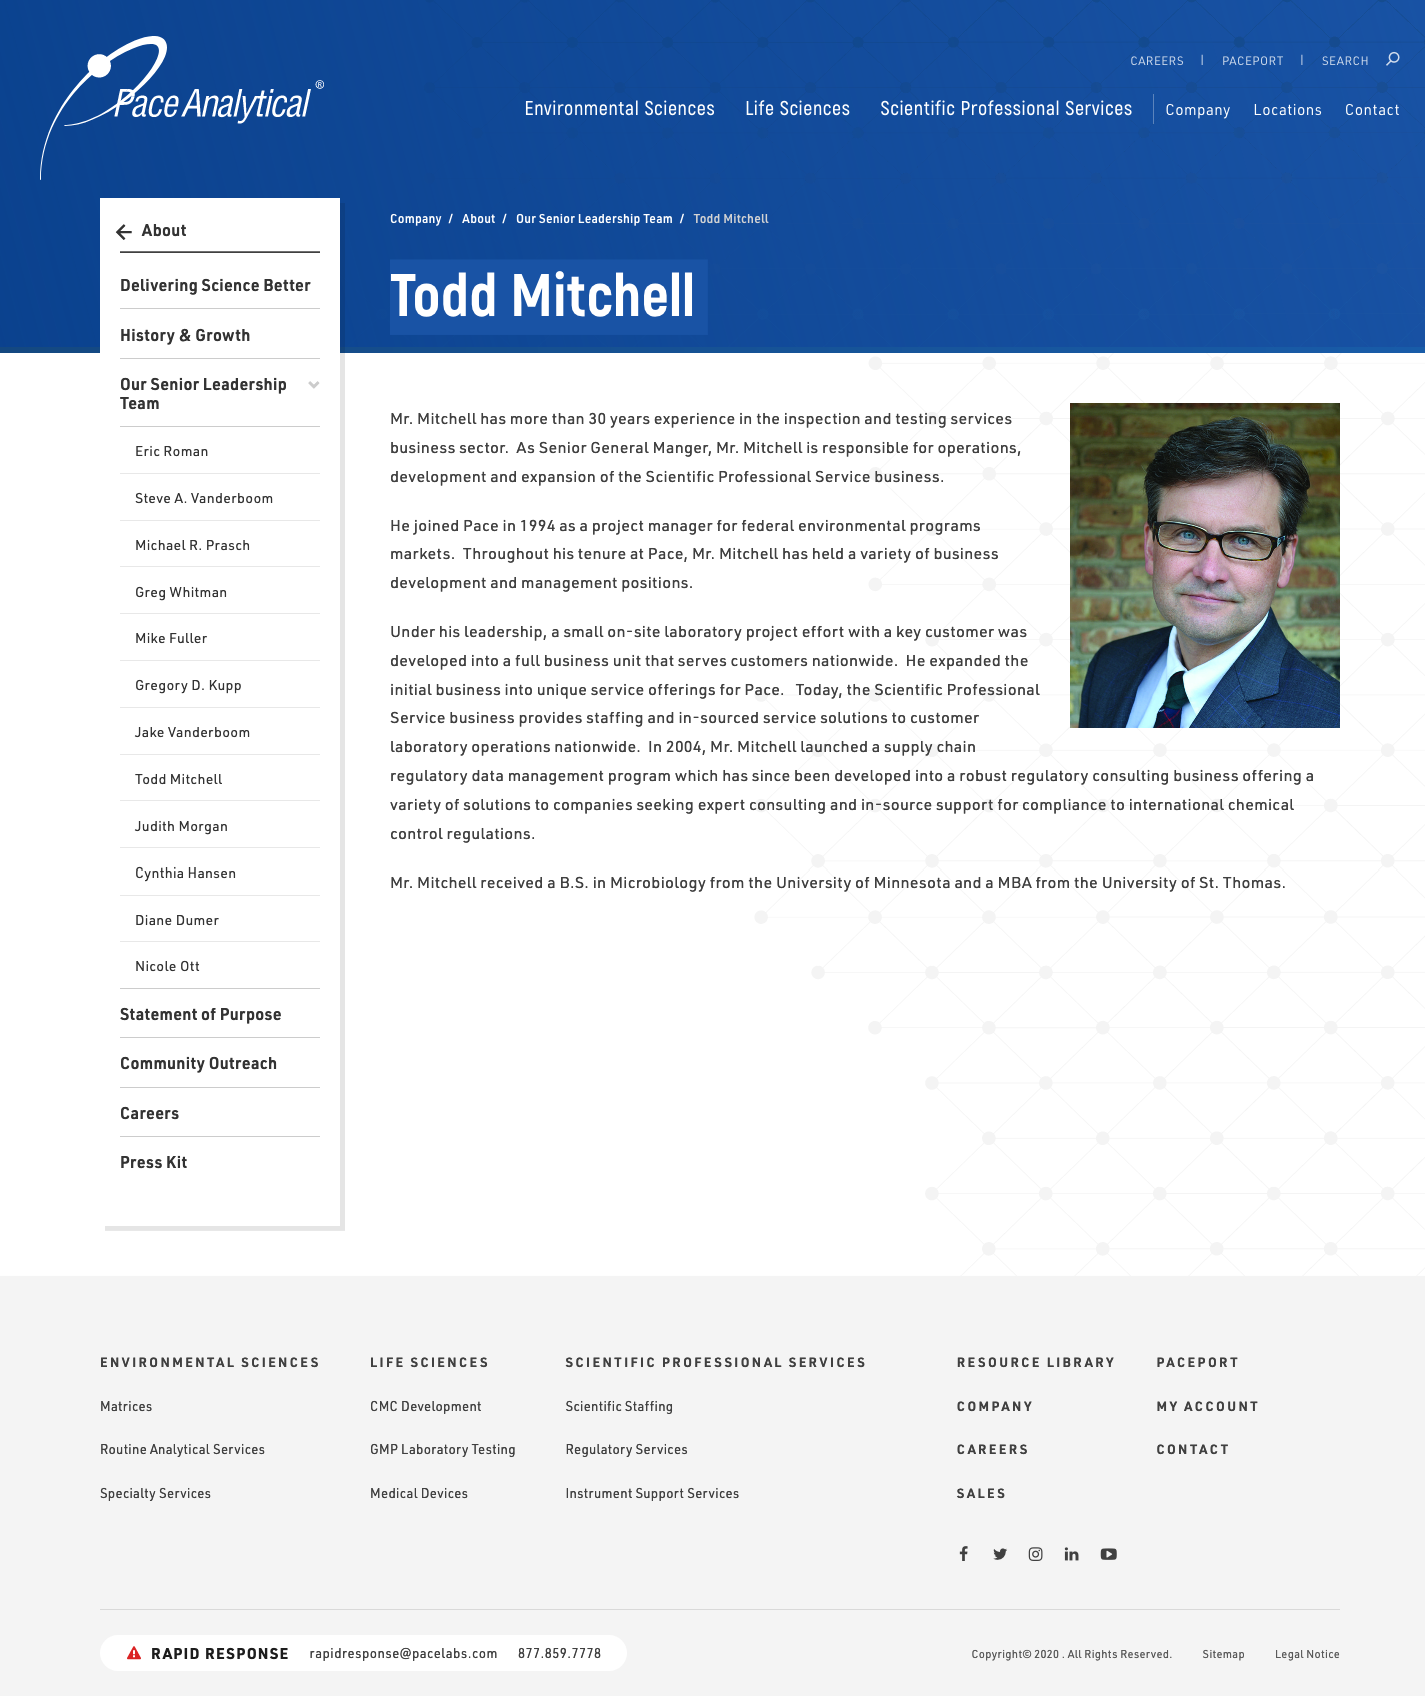 Pace Analytical®
CAREERS | PACEPORT | SEARCH
Environmental Sciences Life Sciences Scientific Professional Services Company Locations Contact
About
Delivering Science Better
History & Growth
Our Senior Leadership
Team
Eric Roman
Steve A. Vanderboom
Michael R. Prasch
Greg Whitman
Mike Fuller
Gregory D. Kupp
Jake Vanderboom
Todd Mitchell
Judith Morgan
Cynthia Hansen
Diane Dumer
Nicole Ott
Statement of Purpose
Community Outreach
Careers
Press Kit
Company / About / Our Senior Leadership Team / Todd Mitchell
Todd Mitchell
Mr. Mitchell has more than 30 years experience in the inspection and testing services
business sector. As Senior General Manger, Mr. Mitchell is responsible for operations,
development and expansion of the Scientific Professional Service business.
He joined Pace in 1994 as a project manager for federal environmental programs
markets. Throughout his tenure at Pace, Mr. Mitchell has held a variety of business
development and management positions.
Under his leadership, a small on-site laboratory project effort with a key customer was
developed into a full business unit that serves customers nationwide. He expanded the
initial business into unique service offerings for Pace. Today, the Scientific Professional
Service business provides staffing and in-sourced service solutions to customer
laboratory operations nationwide. In 2004, Mr. Mitchell launched a supply chain
regulatory data management program which has since been developed into a robust regulatory consulting business offering a
variety of solutions to companies seeking expert consulting and in-source support for compliance to international chemical
control regulations.
Mr. Mitchell received a B.S. in Microbiology from the University of Minnesota and a MBA from the University of St. Thomas.
ENVIRONMENTAL SCIENCES LIFE SCIENCES SCIENTIFIC PROFESSIONAL SERVICES RESOURCE LIBRARY PACEPORT
Matrices CMC Development Scientific Staffing COMPANY MY ACCOUNT
Routine Analytical Services GMP Laboratory Testing Regulatory Services CAREERS CONTACT
Specialty Services Medical Devices Instrument Support Services SALES
RAPID RESPONSE rapidresponse@pacelabs.com 877.859.7778 Copyright© 2020 . All Rights Reserved. Sitemap Legal Notice